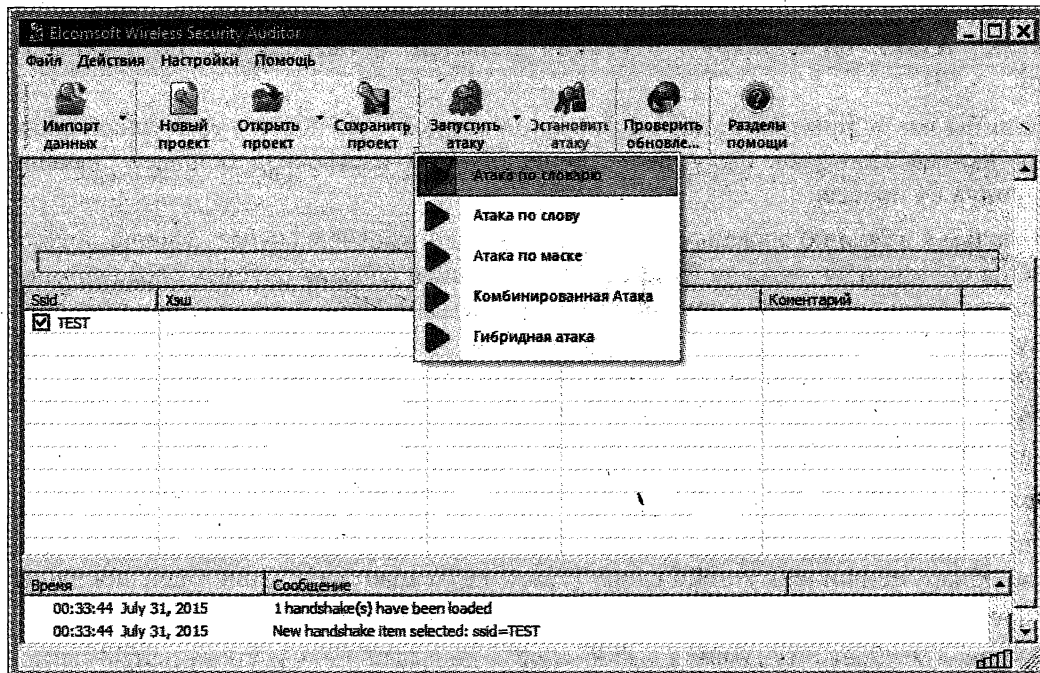 Elcomsoft Wireless Security Auditor
Файл Действия Настройки Помощь
Импорт данных
Новый проект
Открыть проект
Сохранить проект
Запустить атаку
Остановить атаку
Проверить обновле...
Разделы помощи
Атака по словарю
Атака по слову
Атака по маске
Комбинированная Атака
Гибридная атака
Ssid Хэш Коментарий
TEST
Время Сообщение
00:33:44 July 31, 2015 1 handshake(s) have been loaded
00:33:44 July 31, 2015 New handshake item selected: ssid=TEST